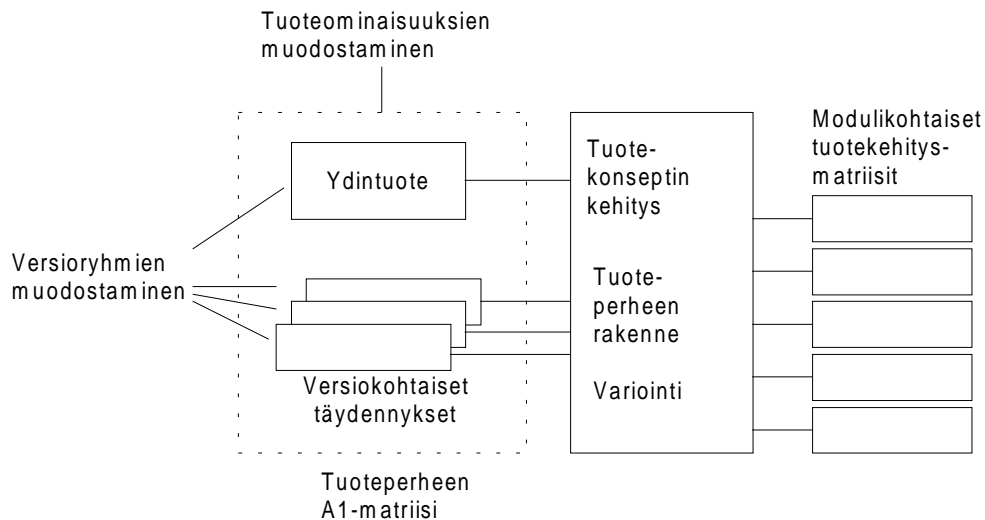 Tuoteominaisuuksien
muodostaminen
Modulikohtaiset
tuotekehitys-
matriisit
Ydintuote
Tuote-
konseptin
kehitys
Versioryhmien
muodostaminen
Tuote-
perheen
rakenne
Versiokohtaiset
täydennykset
Variointi
Tuoteperheen
A1-matriisi